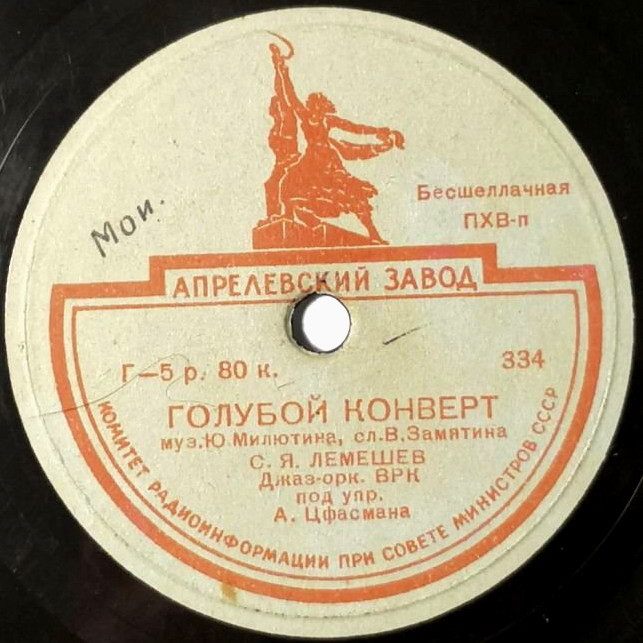 Бесшеллачная
ПХВ-п
Мои.
АПРЕЛЕВСКИЙ ЗАВОД
Г—5 р. 80 к.
334
ГОЛУБОЙ КОНВЕРТ
муз. Ю. Милютина, сл. В. Замятина
С. Я. ЛЕМЕШЕВ
Джаз-орк. ВРК
под упр.
А. Цфасмана
КОМИТЕТ РАДИОИНФОРМАЦИИ ПРИ СОВЕТЕ МИНИСТРОВ СССР